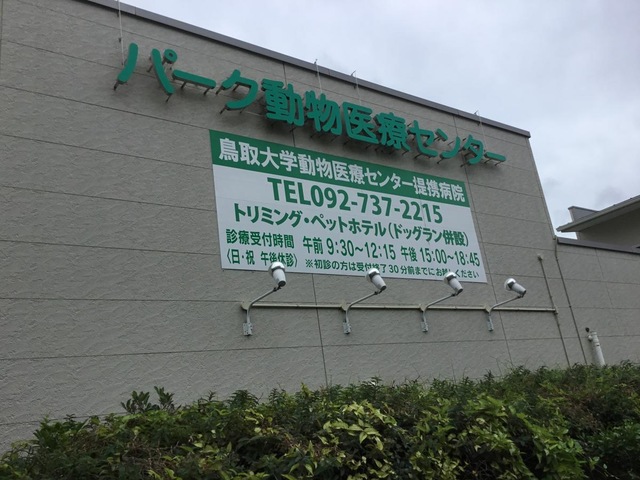 パーク動物医療センター
鳥取大学動物医療センター提携病院
TEL092-737-2215
トリミング・ペットホテル(ドッグラン併設)
診療受付時間 午前 9:30~12:15 午後 15:00~18:45
(日・祝 午後休診) ※初診の方は受付終了30分前までにお越しください